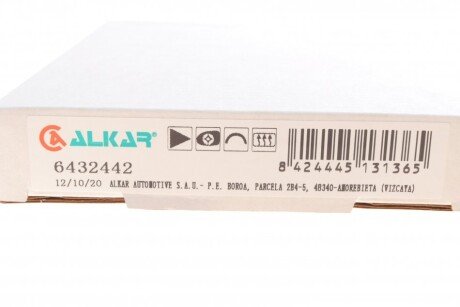 ALKAR®
6432442
8 424445 131365
12/10/20 ALKAR AUTOMOTIVE S.A.U.- P.E. BOROA, PARCELA 2B4-5, 48340-AMOREBIETA (VIZCAYA)